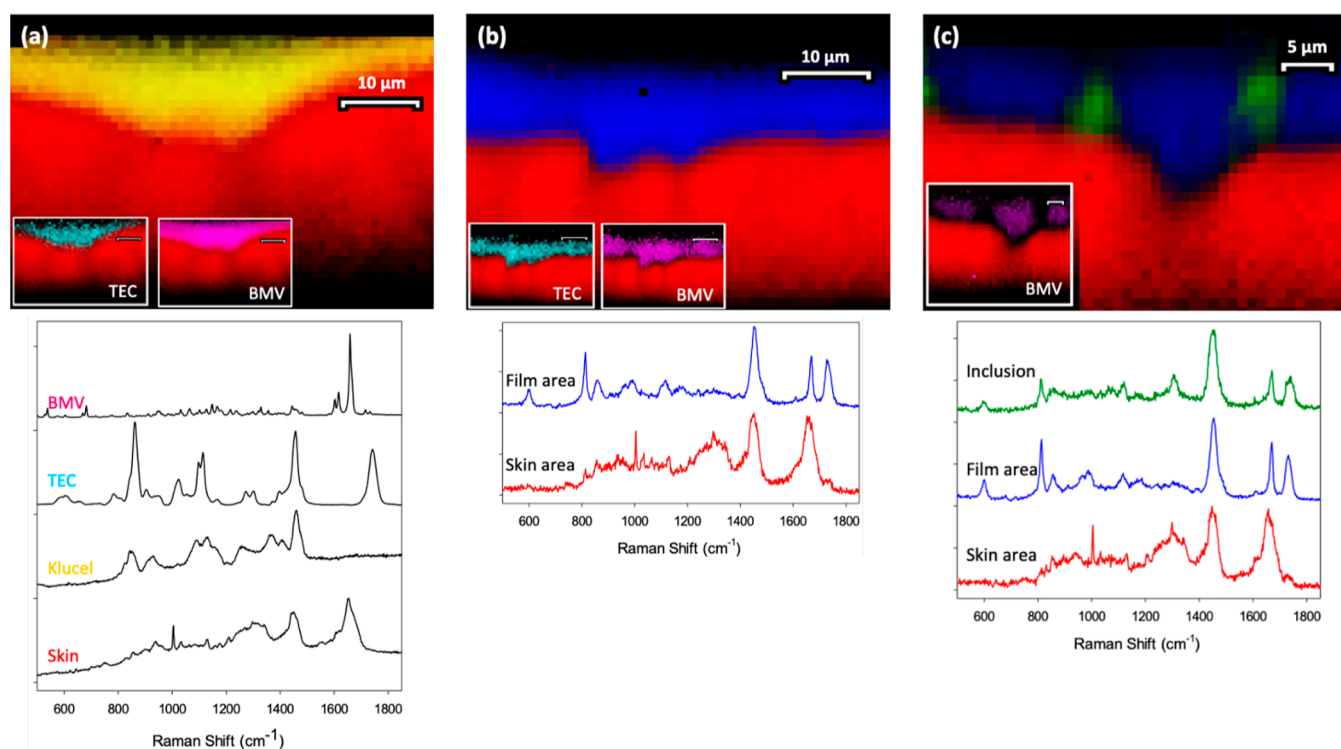 (a)
10 µm
TEC
BMV
BMV
TEC
Klucel
Skin
600 800 1000 1200 1400 1600 1800
Raman Shift (cm-1)
(b)
10 µm
TEC
BMV
Film area
Skin area
600 800 1000 1200 1400 1600 1800
Raman Shift (cm-1)
(c)
5 µm
BMV
Inclusion
Film area
Skin area
600 800 1000 1200 1400 1600 1800
Raman Shift (cm-1)